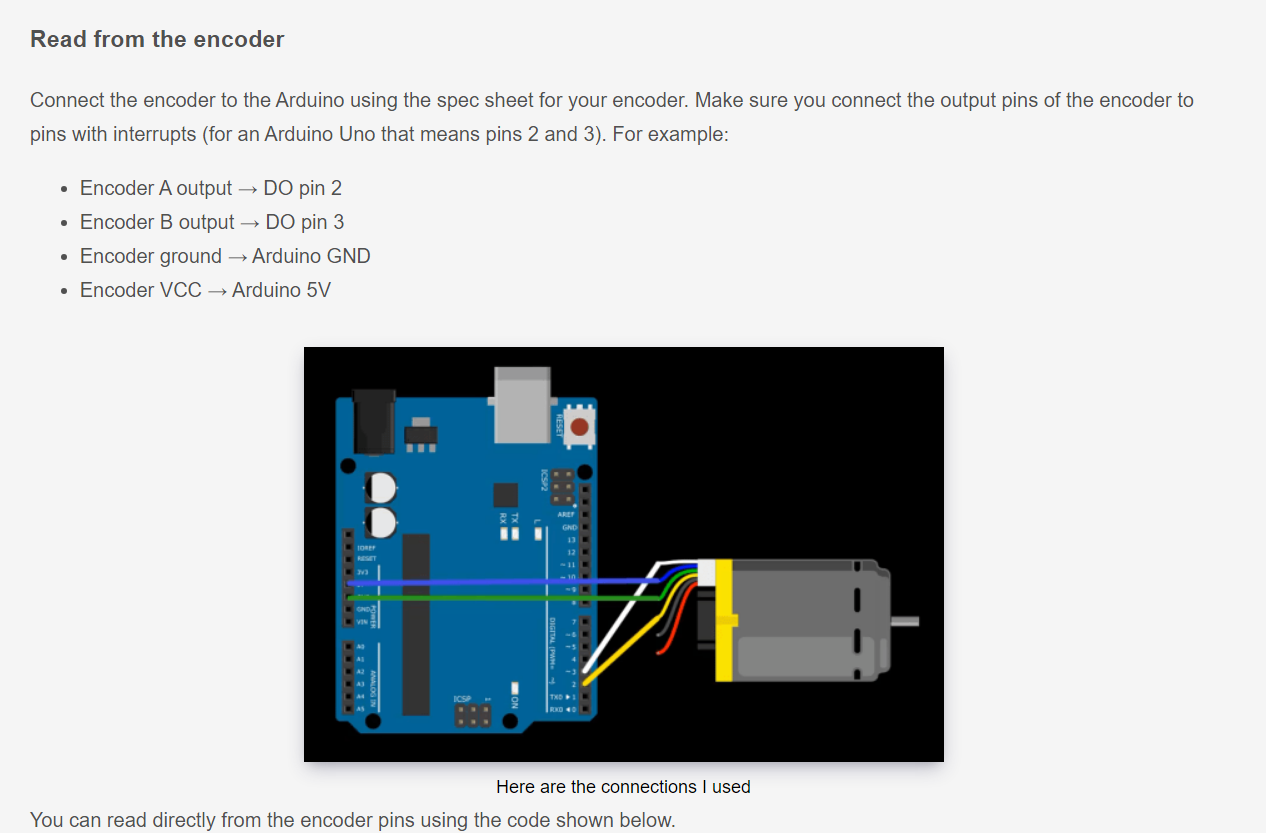 Read from the encoder
Connect the encoder to the Arduino using the spec sheet for your encoder. Make sure you connect the output pins of the encoder to
pins with interrupts (for an Arduino Uno that means pins 2 and 3). For example:
Encoder A output → DO pin 2
Encoder B output → DO pin 3
Encoder ground → Arduino GND
Encoder VCC → Arduino 5V
RESET
ICSP2
AREF
GND
RX
TX
L
13
12
~11
~10
~9
8
IOREF
RESET
3V3
GND
VIN
POWER
7
~6
~5
4
~3
2
TX0 ▶ 1
RX0 ◀ 0
A0
A1
A2
A3
A4
A5
ANALOG IN
ICSP
1
ON
Here are the connections I used
You can read directly from the encoder pins using the code shown below.